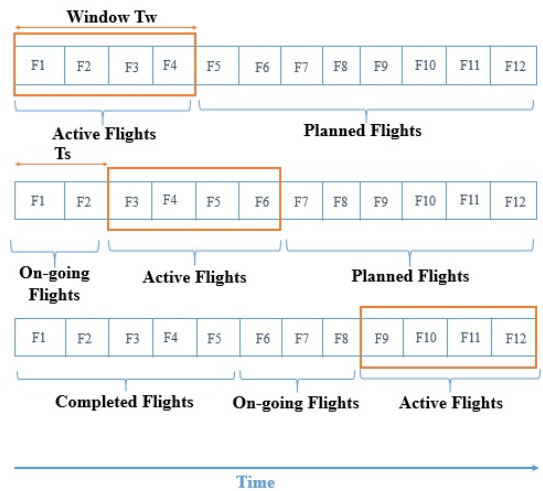 Window Tw
F1 F2 F3 F4 F5 F6 F7 F8 F9 F10 F11 F12
Active Flights
Planned Flights
Ts
F1 F2 F3 F4 F5 F6 F7 F8 F9 F10 F11 F12
On-going
Flights
Active Flights
Planned Flights
F1 F2 F3 F4 F5 F6 F7 F8 F9 F10 F11 F12
Completed Flights
On-going Flights
Active Flights
Time